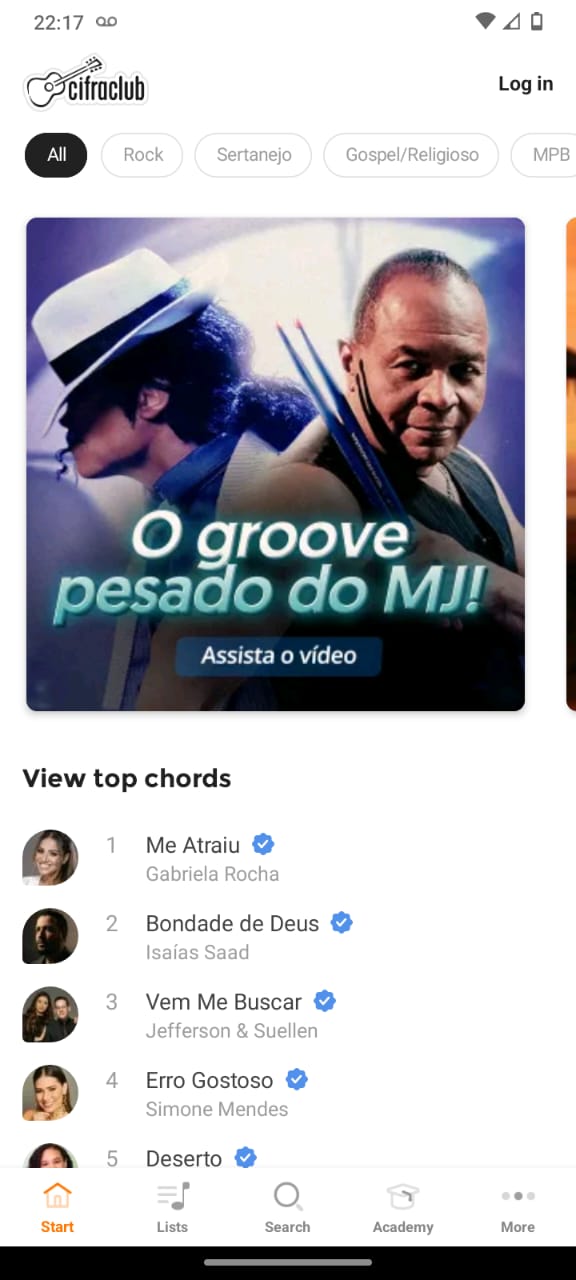 22:17
cifraclub
Log in
All
Rock
Sertanejo
Gospel/Religioso
MPB
O groove
pesado do MJ!
Assista o vídeo
View top chords
1 Me Atraiu
Gabriela Rocha
2 Bondade de Deus
Isaías Saad
3 Vem Me Buscar
Jefferson & Suellen
4 Erro Gostoso
Simone Mendes
5 Deserto
Start
Lists
Search
Academy
More